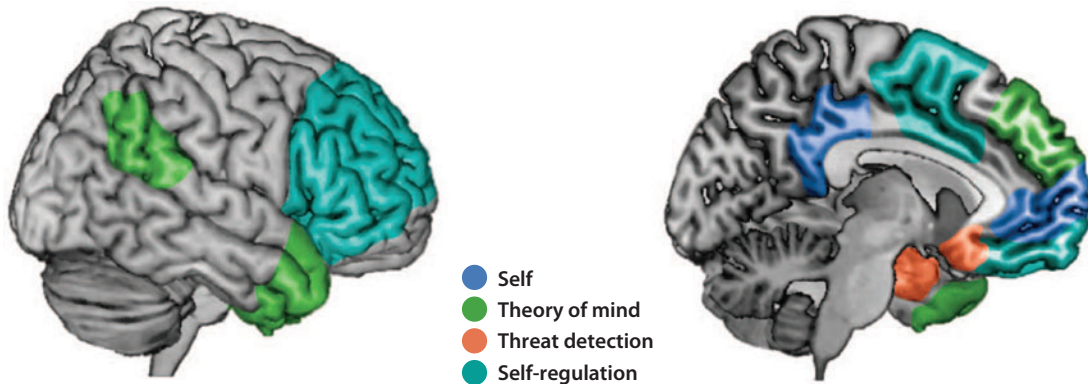 Self
Theory of mind
Threat detection
Self-regulation